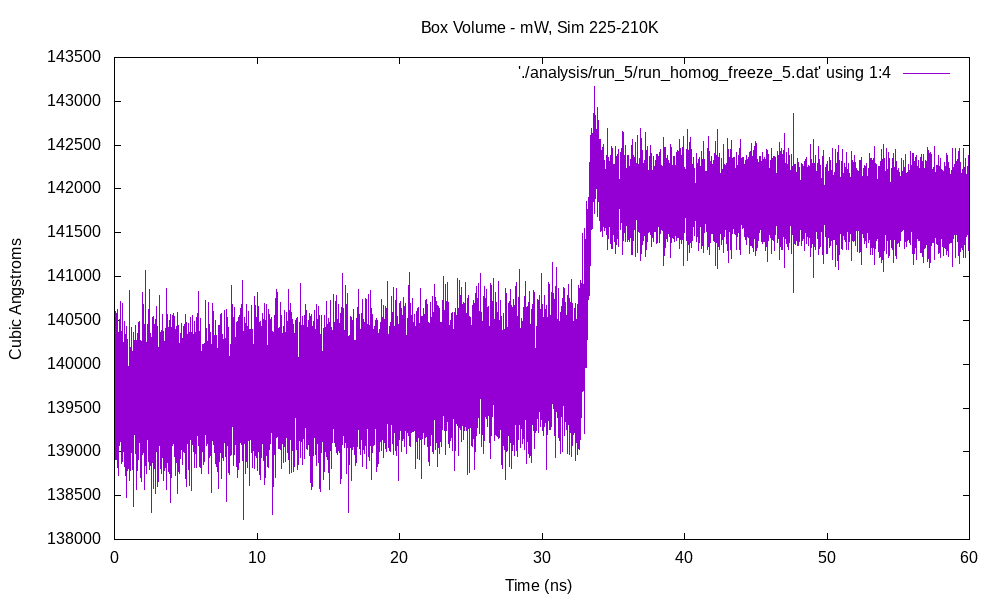 Box Volume - mW, Sim 225-210K
'./analysis/run_5/run_homog_freeze_5.dat' using 1:4
143500
143000
142500
142000
141500
141000
140500
140000
139500
139000
138500
138000
Cubic Angstroms
0 10 20 30 40 50 60
Time (ns)